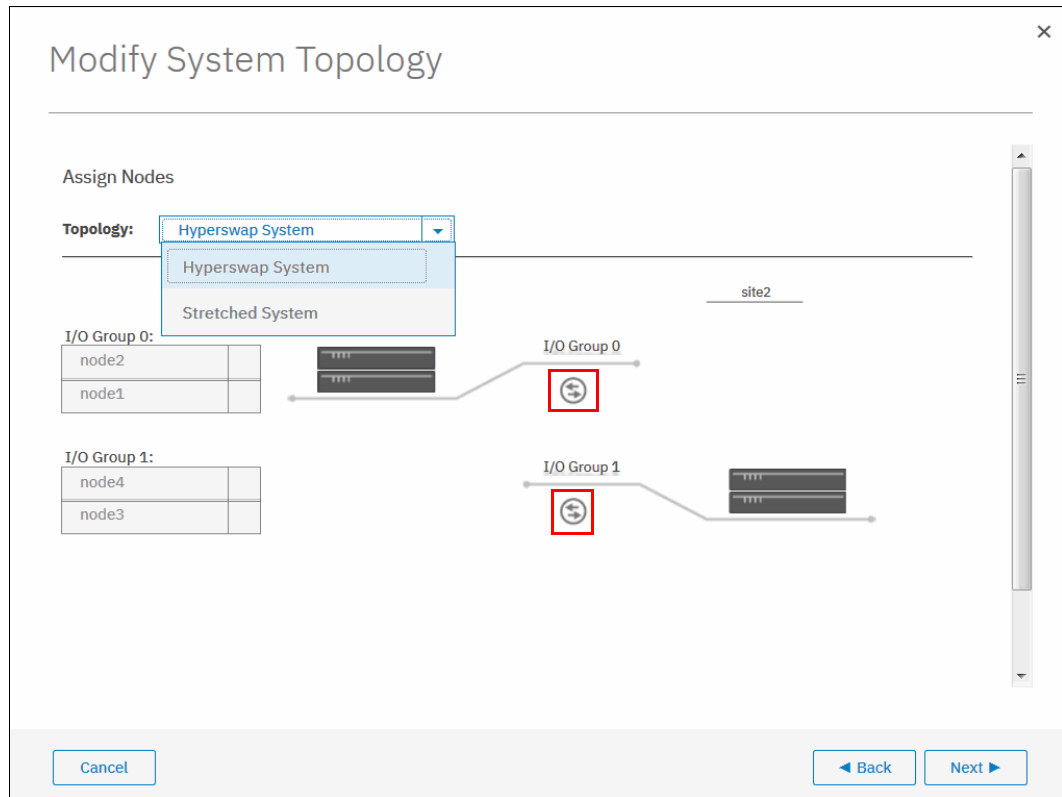 Modify System Topology
Assign Nodes
Topology: Hyperswap System
Hyperswap System
Stretched System
site2
I/O Group 0:
node2
node1
I/O Group 0
I/O Group 1:
node4
node3
I/O Group 1
Cancel
Back
Next